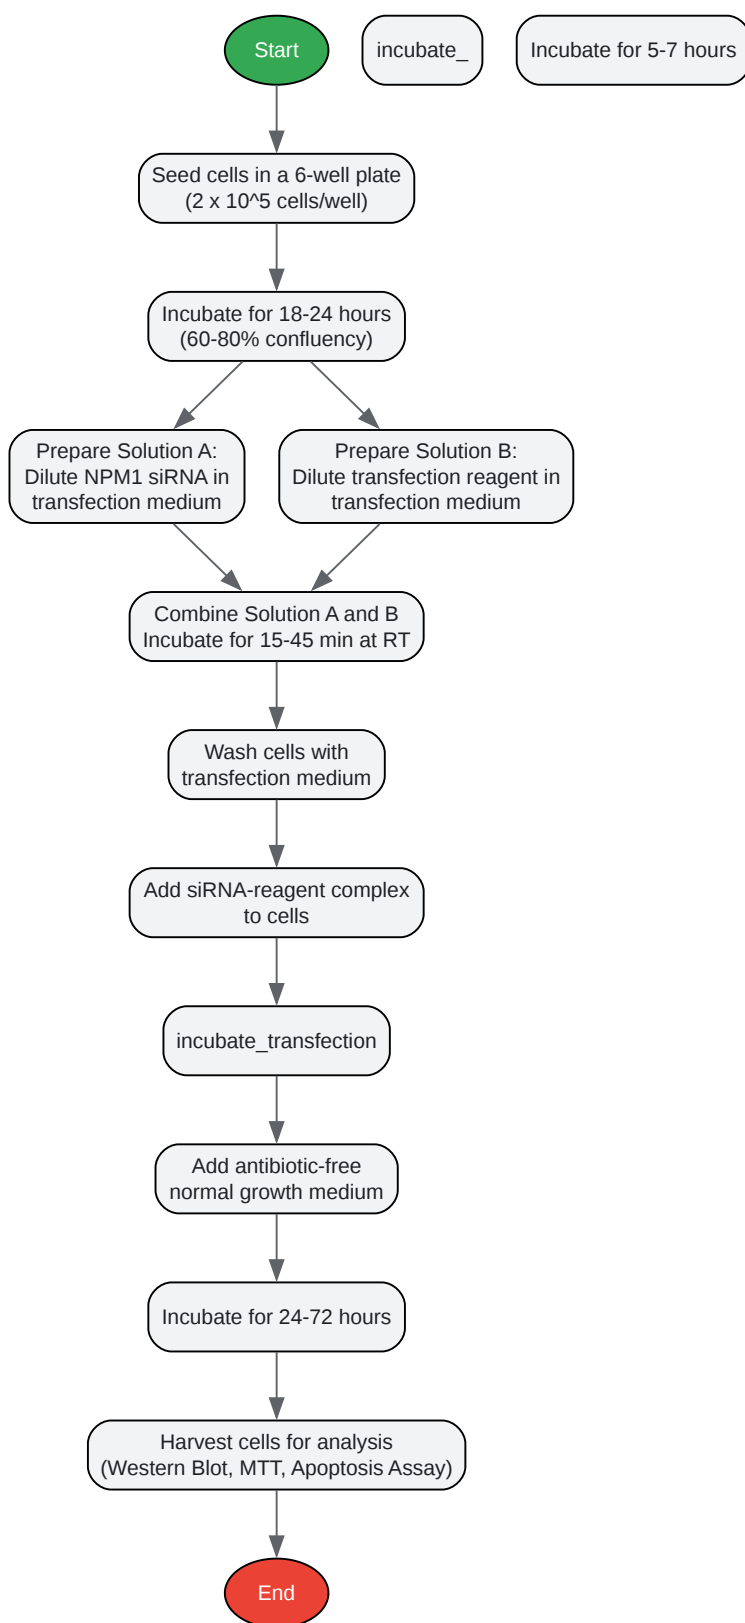 Start
incubate_
Incubate for 5-7 hours
Seed cells in a 6-well plate
(2 x 10^5 cells/well)
Incubate for 18-24 hours
(60-80% confluency)
Prepare Solution A:
Dilute NPM1 siRNA in
transfection medium
Prepare Solution B:
Dilute transfection reagent in
transfection medium
Combine Solution A and B
Incubate for 15-45 min at RT
Wash cells with
transfection medium
Add siRNA-reagent complex
to cells
incubate_transfection
Add antibiotic-free
normal growth medium
Incubate for 24-72 hours
Harvest cells for analysis
(Western Blot, MTT, Apoptosis Assay)
End